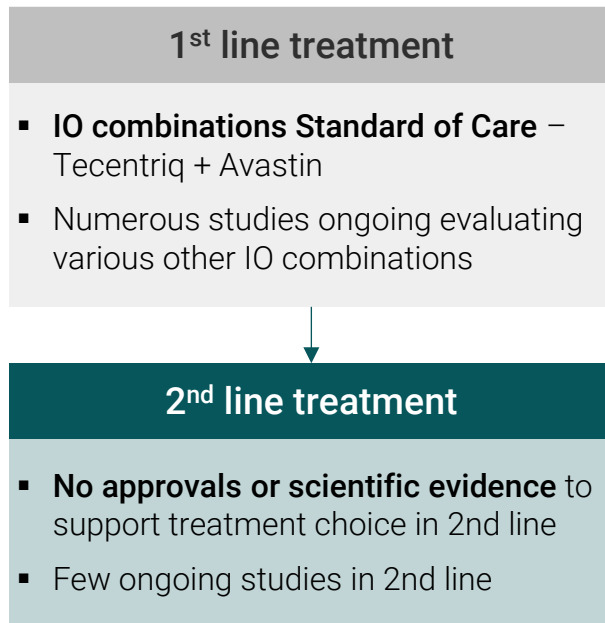 1st line treatment
▪ IO combinations Standard of Care –
Tecentriq + Avastin
▪ Numerous studies ongoing evaluating
various other IO combinations
2nd line treatment
▪ No approvals or scientific evidence to
support treatment choice in 2nd line
▪ Few ongoing studies in 2nd line